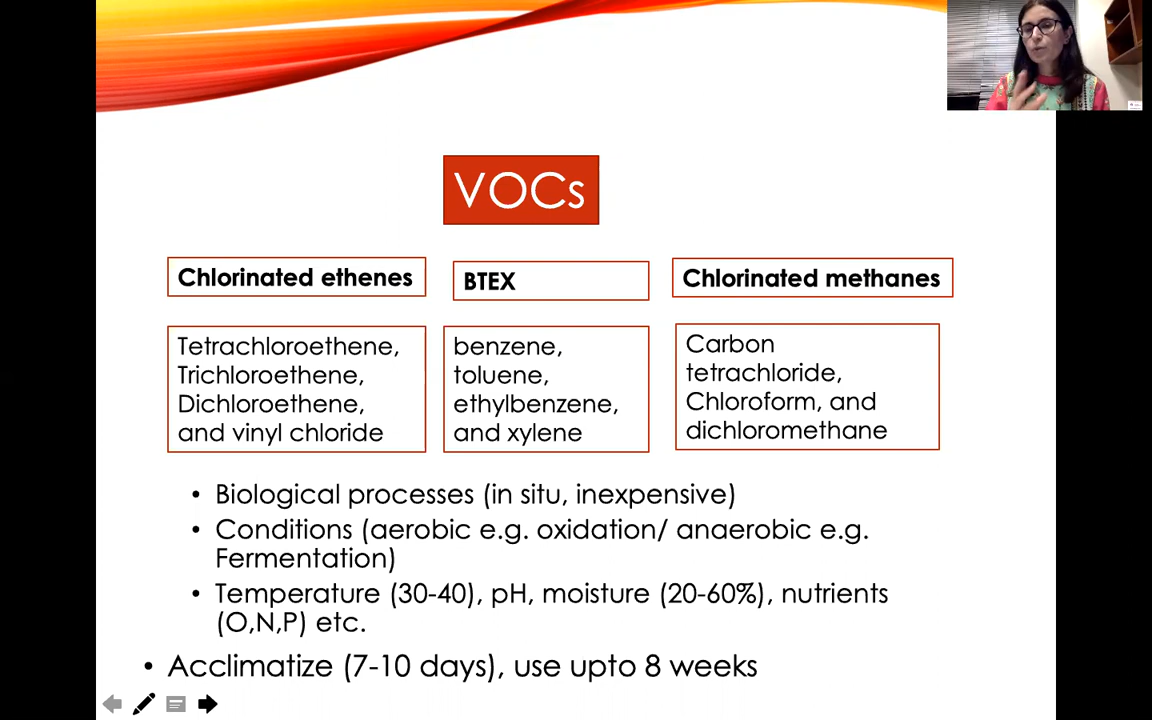 VOCs
Chlorinated ethenes
BTEX
Chlorinated methanes
Tetrachloroethene,
Trichloroethene,
Dichloroethene,
and vinyl chloride
benzene,
toluene,
ethylbenzene,
and xylene
Carbon
tetrachloride,
Chloroform, and
dichloromethane
• Biological processes (in situ, inexpensive)
• Conditions (aerobic e.g. oxidation/ anaerobic e.g.
Fermentation)
• Temperature (30-40), pH, moisture (20-60%), nutrients
(O,N,P) etc.
• Acclimatize (7-10 days), use upto 8 weeks